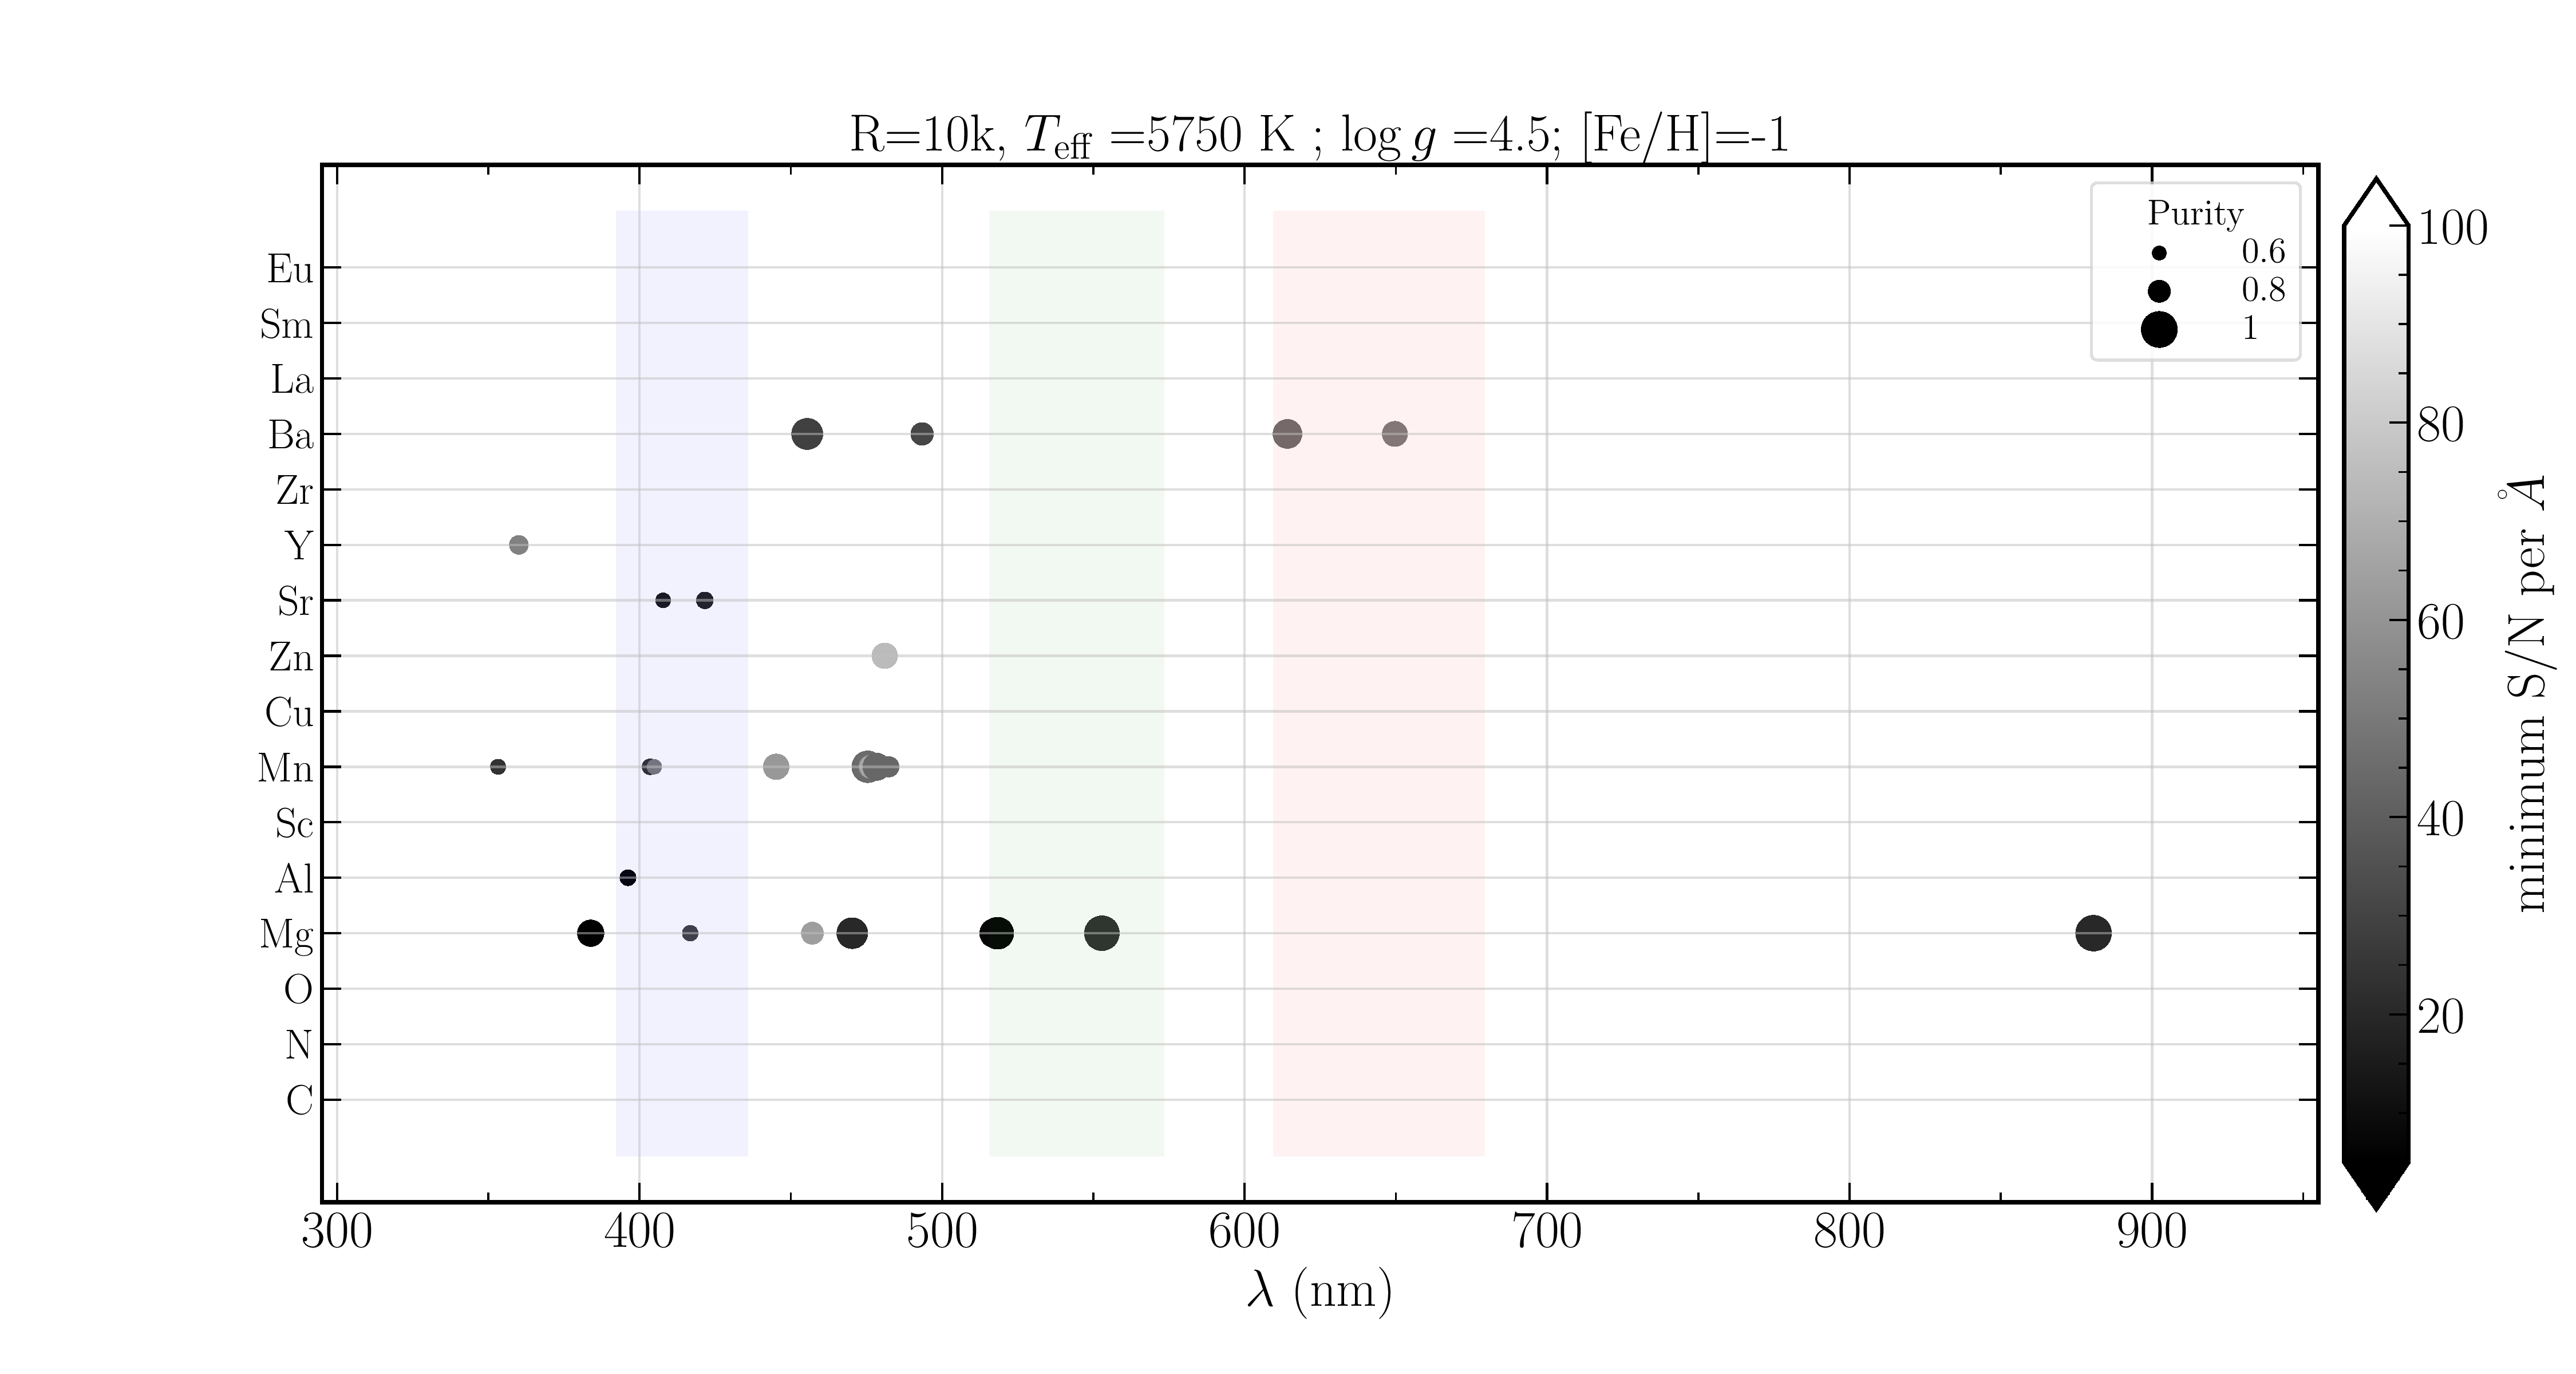 R=10k, T_eff =5750 K ; log g =4.5; [Fe/H]=-1
Purity
0.6
0.8
1
Eu
Sm
La
Ba
Zr
Y
Sr
Zn
Cu
Mn
Sc
Al
Mg
O
N
C
300 400 500 600 700 800 900
λ (nm)
100
80
60
40
20
minimum S/N per Å